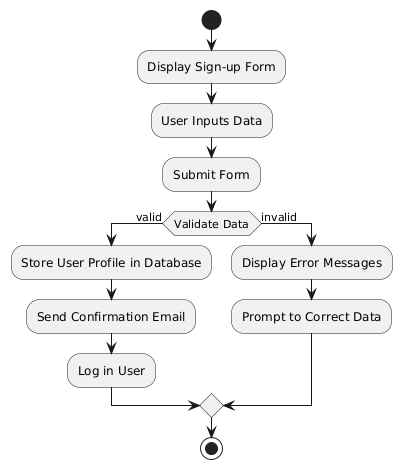 Display Sign-up Form
User Inputs Data
Submit Form
valid
Validate Data
invalid
Store User Profile in Database
Display Error Messages
Send Confirmation Email
Prompt to Correct Data
Log in User